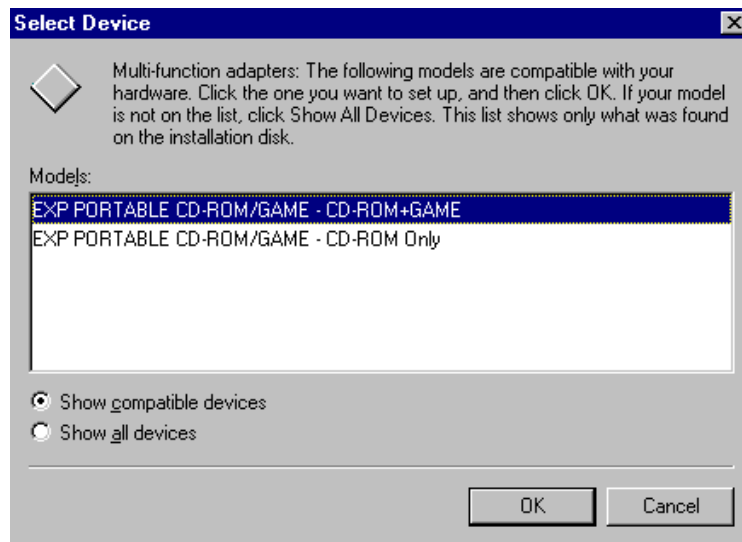 Select Device
Multi-function adapters: The following models are compatible with your
hardware. Click the one you want to set up, and then click OK. If your model
is not on the list, click Show All Devices. This list shows only what was found
on the installation disk.
Models:
EXP PORTABLE CD-ROM/GAME - CD-ROM+GAME
EXP PORTABLE CD-ROM/GAME - CD-ROM Only
Show compatible devices
Show all devices
OK Cancel